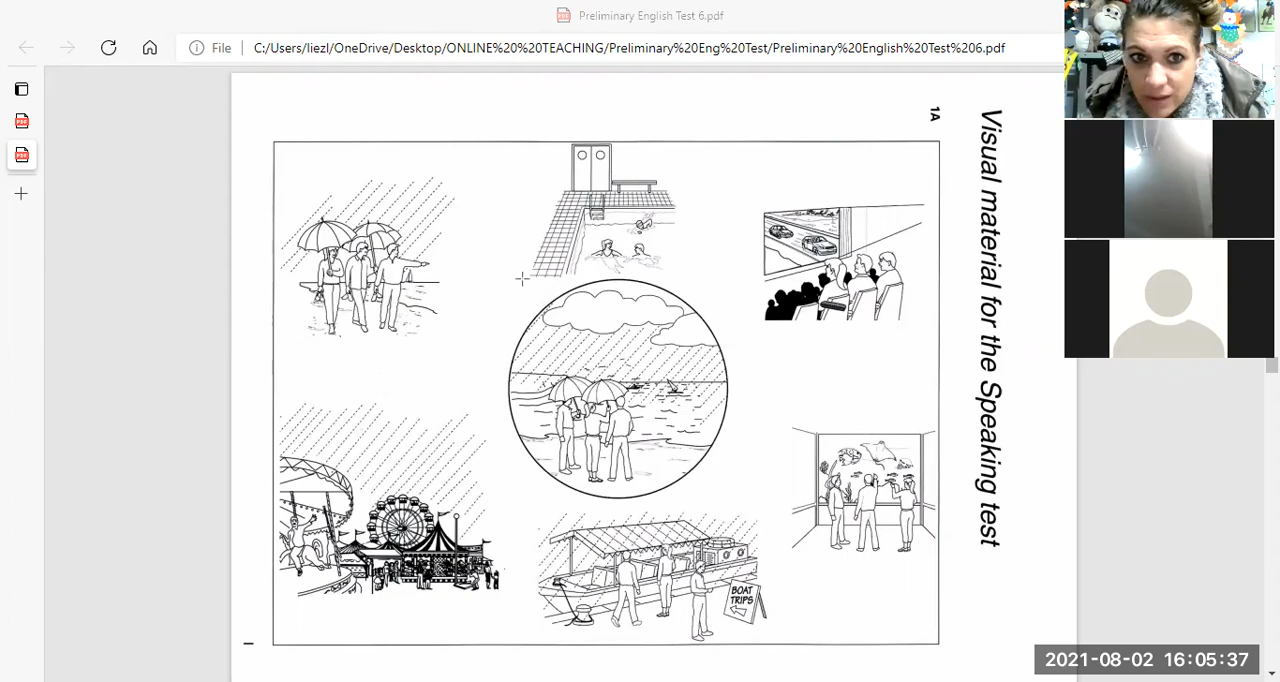 Preliminary English Test 6.pdf
File
C:/Users/liezl/OneDrive/Desktop/ONLINE%20%20TEACHING/Preliminary%20Eng%20Test/Preliminary%20English%20Test%206.pdf
Visual material for the Speaking test
1A
BOAT
TRIPS
I
2021-08-02 16:05:37